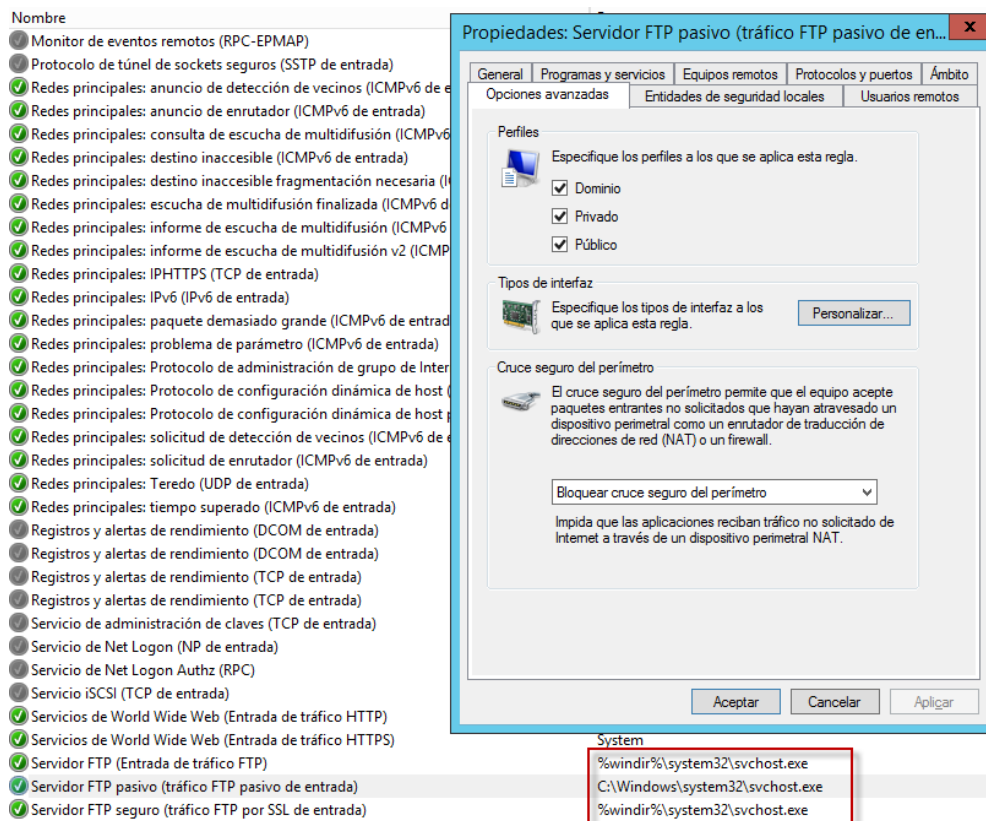 Nombre
Monitor de eventos remotos (RPC-EPMAP)
Protocolo de túnel de sockets seguros (SSTP de entrada)
Redes principales: anuncio de detección de vecinos (ICMPv6 de e
Redes principales: anuncio de enrutador (ICMPv6 de entrada)
Redes principales: consulta de escucha de multidifusión (ICMPv6
Redes principales: destino inaccesible (ICMPv6 de entrada)
Redes principales: destino inaccesible fragmentación necesaria (I
Redes principales: escucha de multidifusión finalizada (ICMPv6 d
Redes principales: informe de escucha de multidifusión (ICMPv6
Redes principales: informe de escucha de multidifusión v2 (ICMP
Redes principales: IPHTTPS (TCP de entrada)
Redes principales: IPv6 (IPv6 de entrada)
Redes principales: paquete demasiado grande (ICMPv6 de entrad
Redes principales: problema de parámetro (ICMPv6 de entrada)
Redes principales: Protocolo de administración de grupo de Inter
Redes principales: Protocolo de configuración dinámica de host (
Redes principales: Protocolo de configuración dinámica de host p
Redes principales: solicitud de detección de vecinos (ICMPv6 de e
Redes principales: solicitud de enrutador (ICMPv6 de entrada)
Redes principales: Teredo (UDP de entrada)
Redes principales: tiempo superado (ICMPv6 de entrada)
Registros y alertas de rendimiento (DCOM de entrada)
Registros y alertas de rendimiento (DCOM de entrada)
Registros y alertas de rendimiento (TCP de entrada)
Registros y alertas de rendimiento (TCP de entrada)
Servicio de administración de claves (TCP de entrada)
Servicio de Net Logon (NP de entrada)
Servicio de Net Logon Authz (RPC)
Servicio iSCSI (TCP de entrada)
Servicios de World Wide Web (Entrada de tráfico HTTP)
Servicios de World Wide Web (Entrada de tráfico HTTPS) System
Servidor FTP (Entrada de tráfico FTP) %windir%\system32\svchost.exe
Servidor FTP pasivo (tráfico FTP pasivo de entrada) C:\Windows\system32\svchost.exe
Servidor FTP seguro (tráfico FTP por SSL de entrada) %windir%\system32\svchost.exe
Propiedades: Servidor FTP pasivo (tráfico FTP pasivo de en... x
General Programas y servicios Equipos remotos Protocolos y puertos Ámbito
Opciones avanzadas Entidades de seguridad locales Usuarios remotos
Perfiles
Especifique los perfiles a los que se aplica esta regla.
Dominio
Privado
Público
Tipos de interfaz
Especifique los tipos de interfaz a los
que se aplica esta regla.
Personalizar...
Cruce seguro del perímetro
El cruce seguro del perímetro permite que el equipo acepte
paquetes entrantes no solicitados que hayan atravesado un
dispositivo perimetral como un enrutador de traducción de
direcciones de red (NAT) o un firewall.
Bloquear cruce seguro del perímetro
Impida que las aplicaciones reciban tráfico no solicitado de
Internet a través de un dispositivo perimetral NAT.
Aceptar Cancelar Aplicar